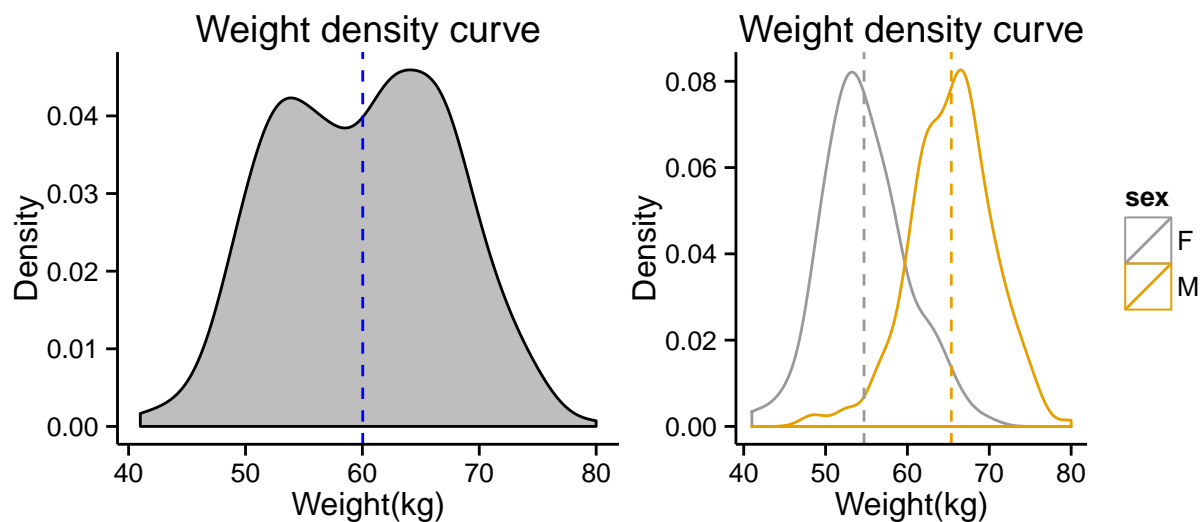 Weight density curve
Density
0.04
0.03
0.02
0.01
0.00
40 50 60 70 80
Weight(kg)
Weight density curve
Density
0.08
0.06
0.04
0.02
0.00
40 50 60 70 80
Weight(kg)
sex
F
M